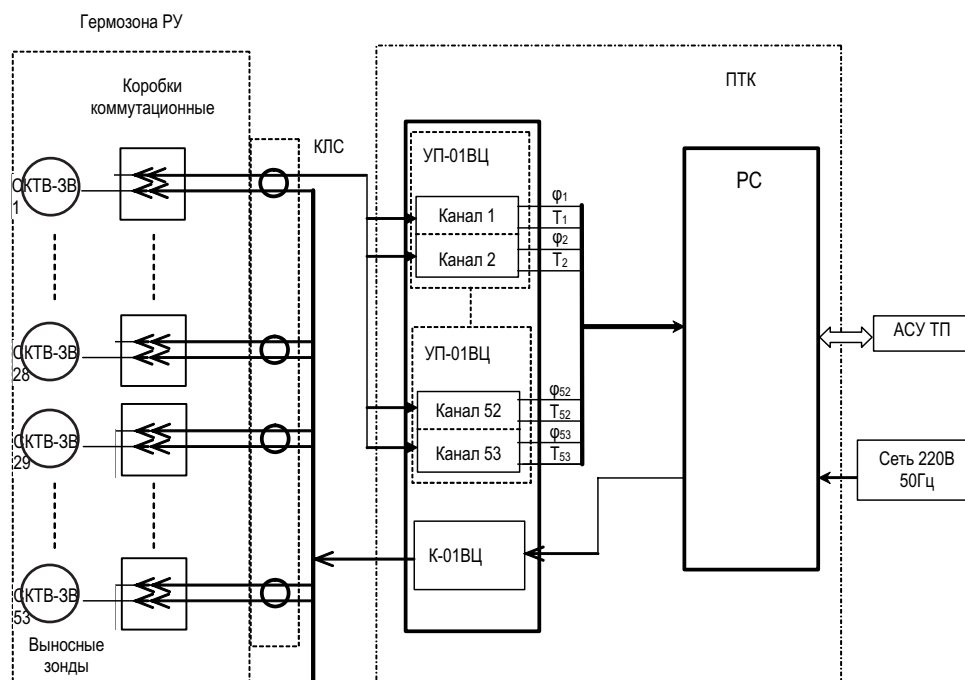 Гермозона РУ
ПТК
Коробки
коммутационные
КЛС
СКТВ-3В
1
СКТВ-3В
28
СКТВ-3В
29
СКТВ-3В
53
Выносные
зонды
УП-01ВЦ
Канал 1
Канал 2
φ1
T1
φ2
T2
УП-01ВЦ
Канал 52
Канал 53
φ52
T52
φ53
T53
К-01ВЦ
PC
АСУ ТП
Сеть 220В
50Гц